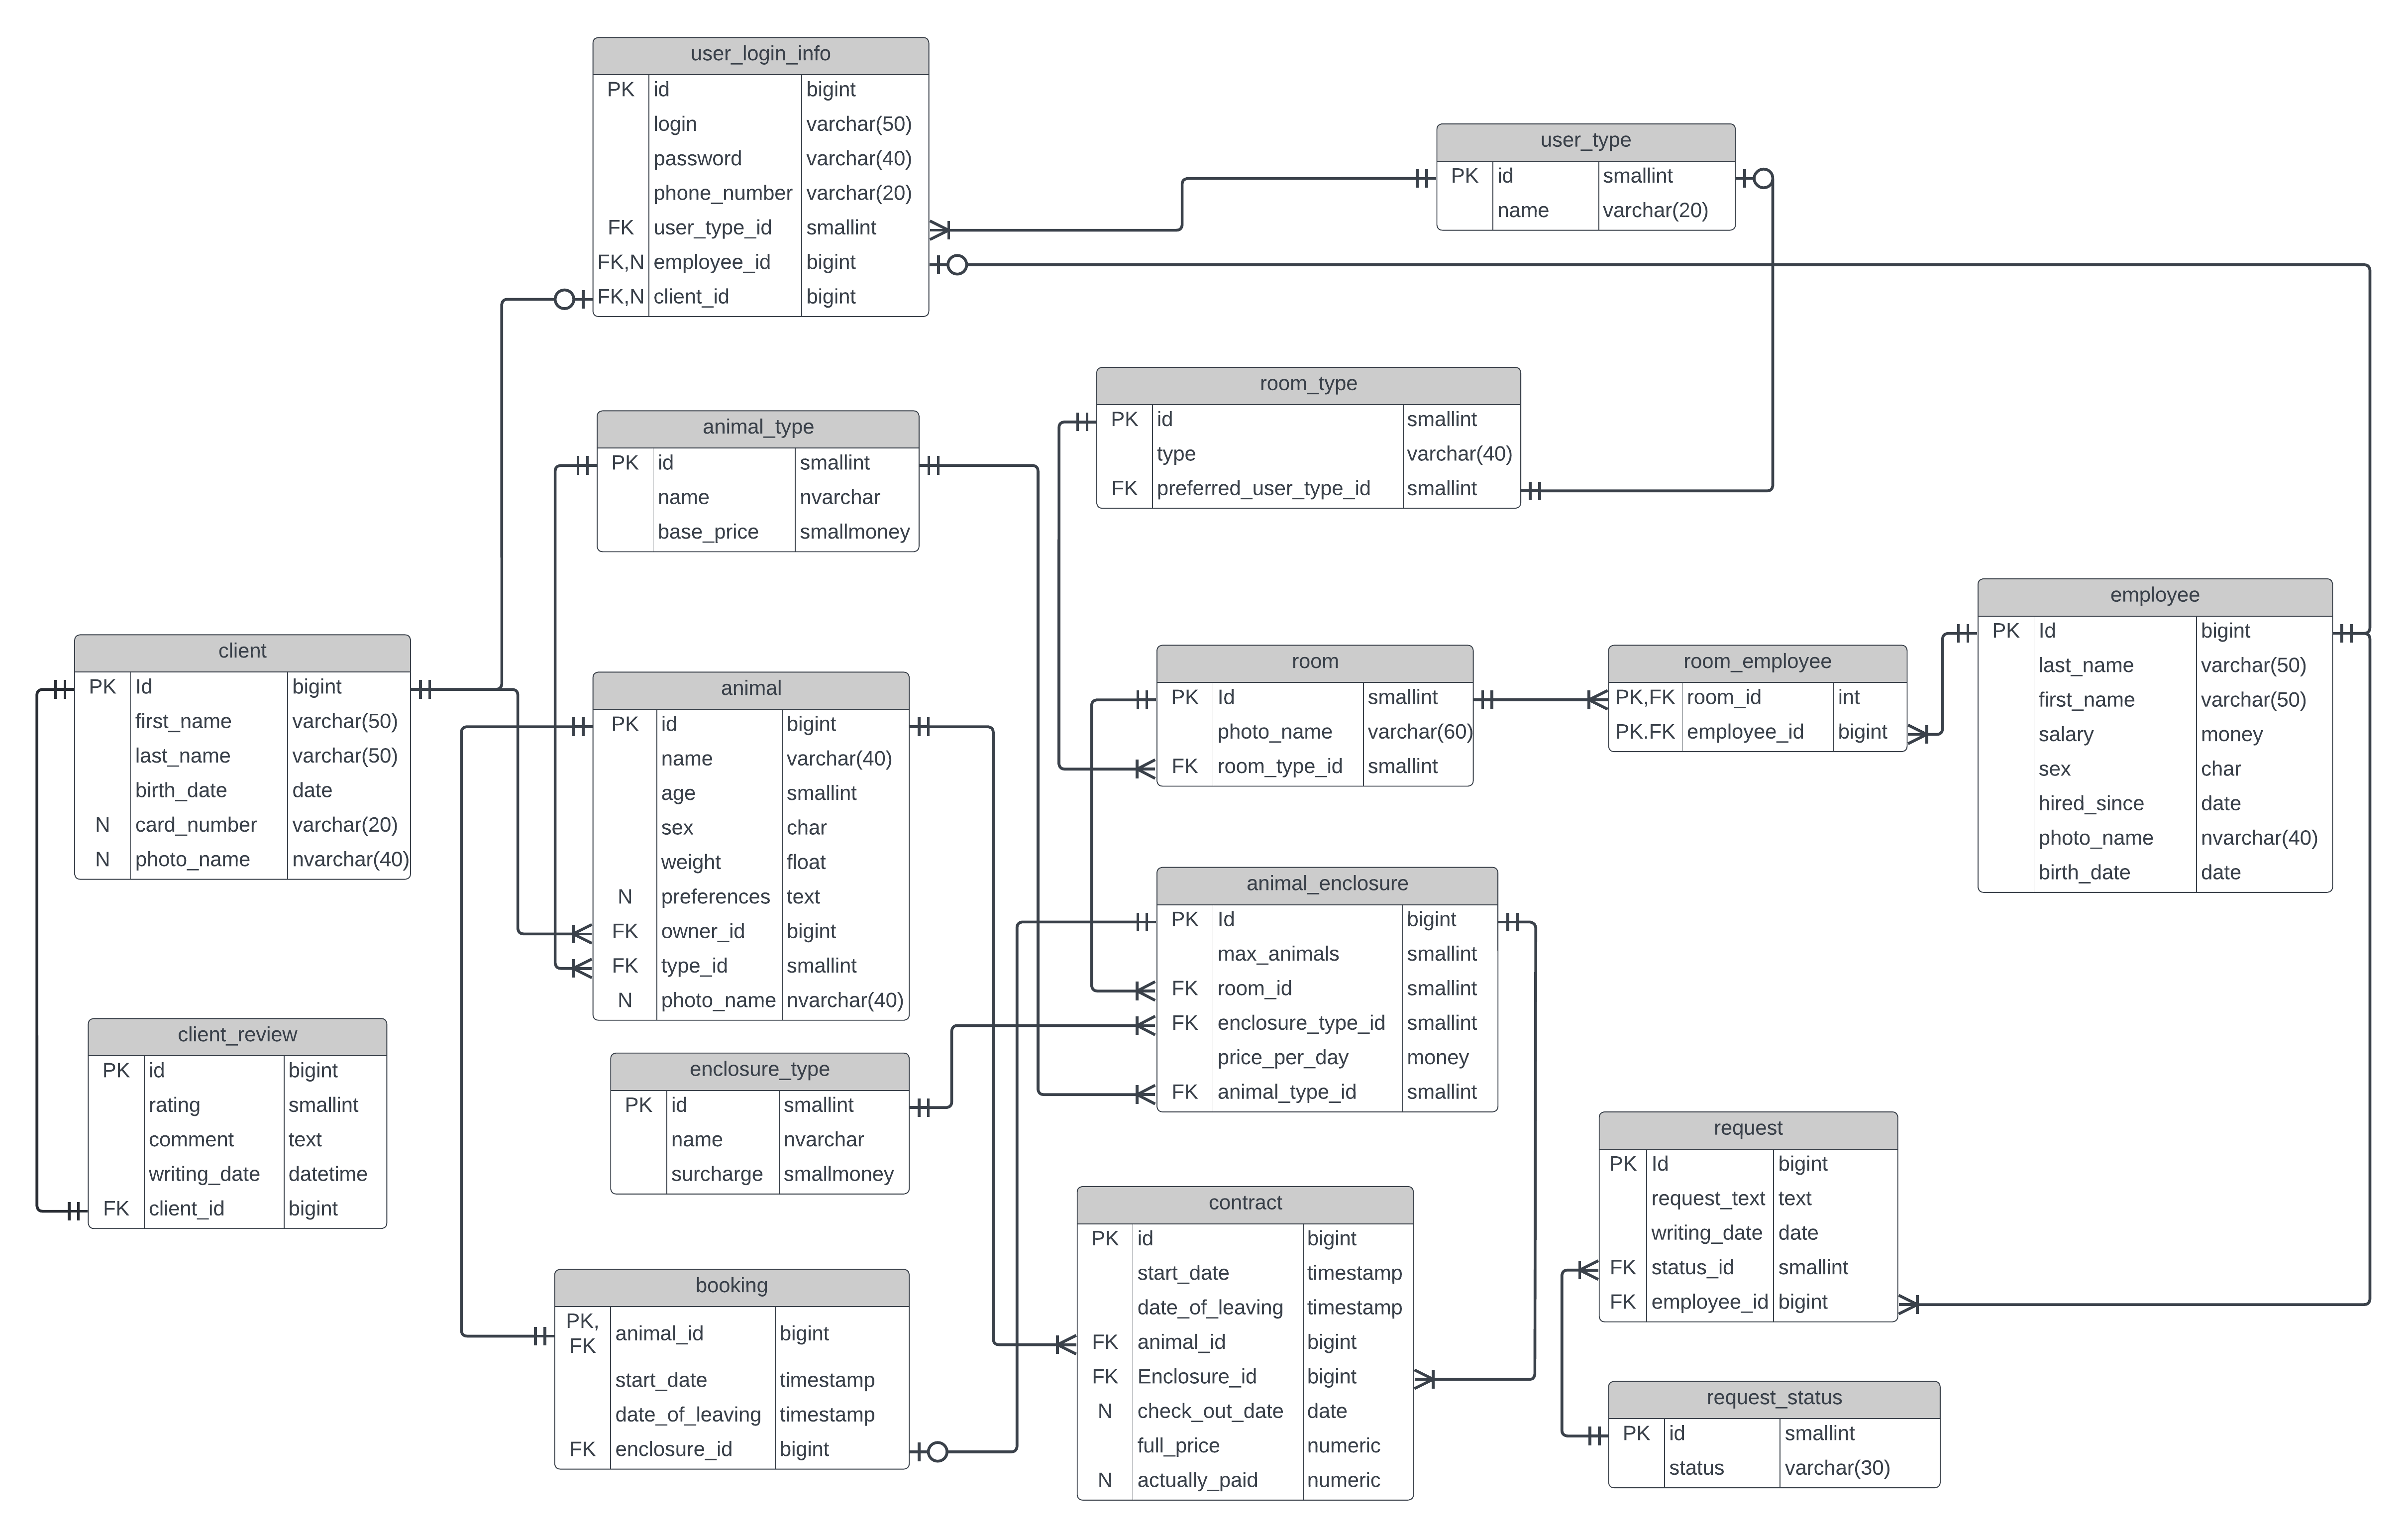 user_login_info
PK id bigint
login varchar(50)
password varchar(40)
phone_number varchar(20)
FK user_type_id smallint
FK,N employee_id bigint
FK,N client_id bigint
user_type
PK id smallint
name varchar(20)
room_type
PK id smallint
type varchar(40)
FK preferred_user_type_id smallint
animal_type
PK id smallint
name nvarchar
base_price smallmoney
employee
PK Id bigint
last_name varchar(50)
first_name varchar(50)
salary money
sex char
hired_since date
photo_name nvarchar(40)
birth_date date
client
PK Id bigint
first_name varchar(50)
last_name varchar(50)
birth_date date
N card_number varchar(20)
N photo_name nvarchar(40)
animal
PK id bigint
name varchar(40)
age smallint
sex char
weight float
N preferences text
FK owner_id bigint
FK type_id smallint
N photo_name nvarchar(40)
room
PK Id smallint
photo_name varchar(60)
FK room_type_id smallint
room_employee
PK,FK room_id int
PK.FK employee_id bigint
animal_enclosure
PK Id bigint
max_animals smallint
FK room_id smallint
FK enclosure_type_id smallint
price_per_day money
FK animal_type_id smallint
client_review
PK id bigint
rating smallint
comment text
writing_date datetime
FK client_id bigint
enclosure_type
PK id smallint
name nvarchar
surcharge smallmoney
request
PK Id bigint
request_text text
writing_date date
FK status_id smallint
FK employee_id bigint
contract
PK id bigint
start_date timestamp
date_of_leaving timestamp
FK animal_id bigint
FK Enclosure_id bigint
N check_out_date date
full_price numeric
N actually_paid numeric
booking
PK,
FK animal_id bigint
start_date timestamp
date_of_leaving timestamp
FK enclosure_id bigint
request_status
PK id smallint
status varchar(30)